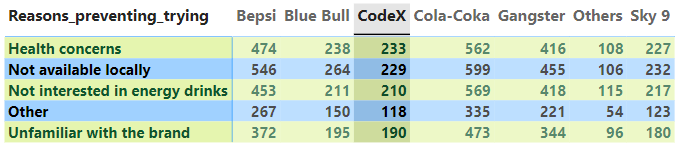 Reasons_preventing_trying Bepsi Blue Bull CodeX Cola-Coka Gangster Others Sky 9
Health concerns 474 238 233 562 416 108 227
Not available locally 546 264 229 599 455 106 232
Not interested in energy drinks 453 211 210 569 418 115 217
Other 267 150 118 335 221 54 123
Unfamiliar with the brand 372 195 190 473 344 96 180